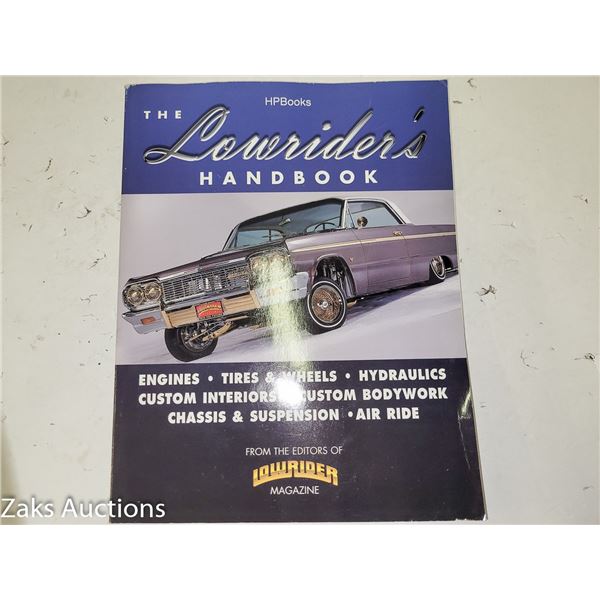 HPBooks
THE
Lowrider's
HANDBOOK
ENGINES • TIRES & WHEELS • HYDRAULICS
CUSTOM INTERIORS • CUSTOM BODYWORK
CHASSIS & SUSPENSION • AIR RIDE
FROM THE EDITORS OF
LOWRIDER
MAGAZINE
Zaks Auctions